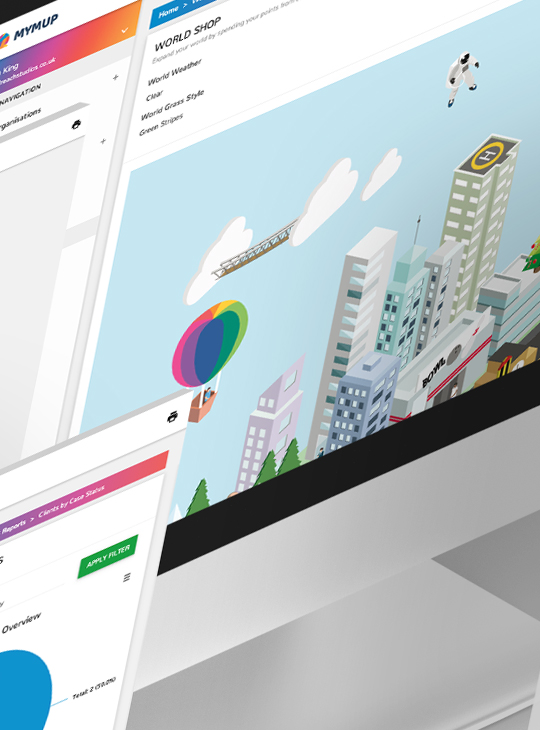 MYMUP
King
reachstudios.co.uk
NAVIGATION
Home >
WORLD SHOP
Expand your world by spending your points from
World Weather
Clear
World Grass Style
Green Stripes
H
BOWL
Reports > Clients by Case Status
APPLY FILTER
Overview
Total: 2 (50.0%)